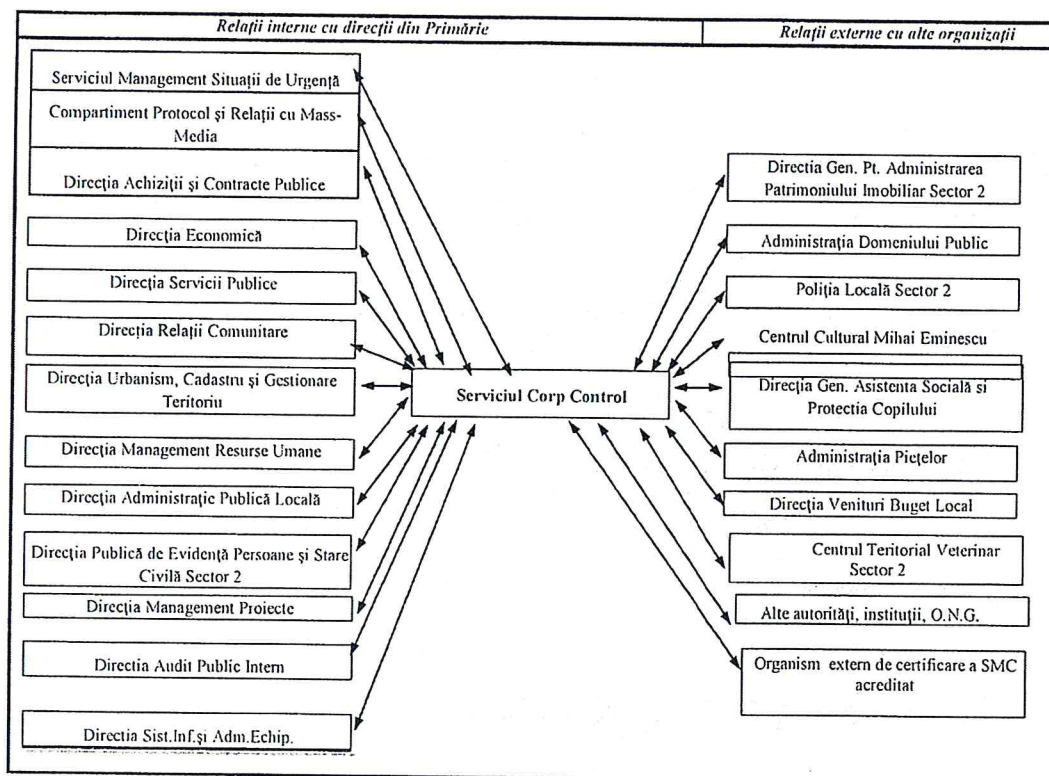 Relații interne cu direcții din Primărie
Relații externe cu alte organizații
Serviciul Management Situații de Urgență
Compartiment Protocol și Relații cu Mass-
Media
Direcția Achiziții și Contracte Publice
Direcția Economică
Direcția Servicii Publice
Direcția Relații Comunitare
Direcția Urbanism, Cadastru și Gestionare
Teritoriu
Direcția Management Resurse Umane
Direcția Administrație Publică Locală
Direcția Publică de Evidență Persoane și Stare
Civilă Sector 2
Direcția Management Proiecte
Directia Audit Public Intern
Directia Sist.Inf.și Adm.Echip.
Serviciul Corp Control
Directia Gen. Pt. Administrarea
Patrimoniului Imobiliar Sector 2
Administrația Domeniului Public
Poliția Locală Sector 2
Centrul Cultural Mihai Eminescu
Direcția Gen. Asistenta Socială si
Protectia Copilului
Administrația Piețelor
Direcția Venituri Buget Local
Centrul Teritorial Veterinar
Sector 2
Alte autorități, instituții, O.N.G.
Organism extern de certificare a SMC
acreditat